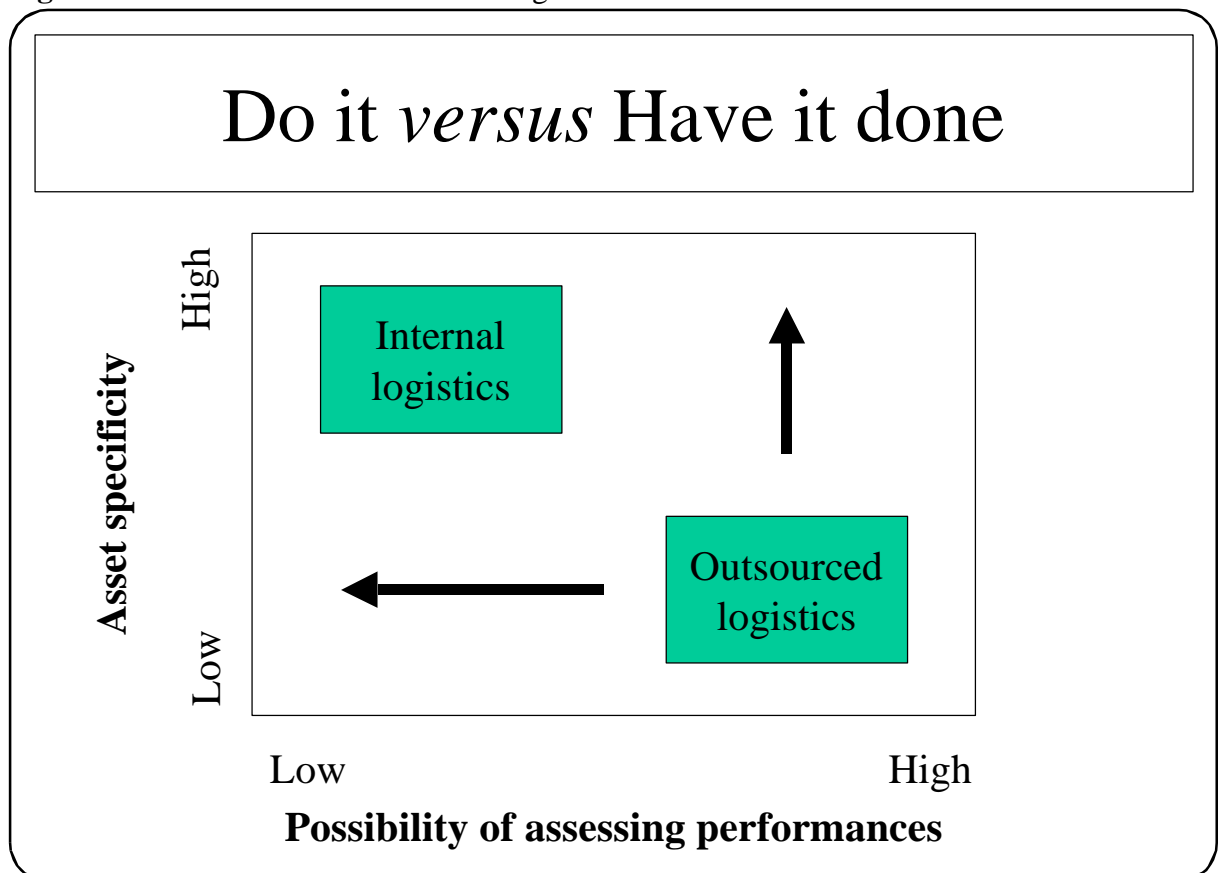 Do it versus Have it done
High
Internal
logistics
Asset specificity
Outsourced
logistics
Low
Low High
Possibility of assessing performances